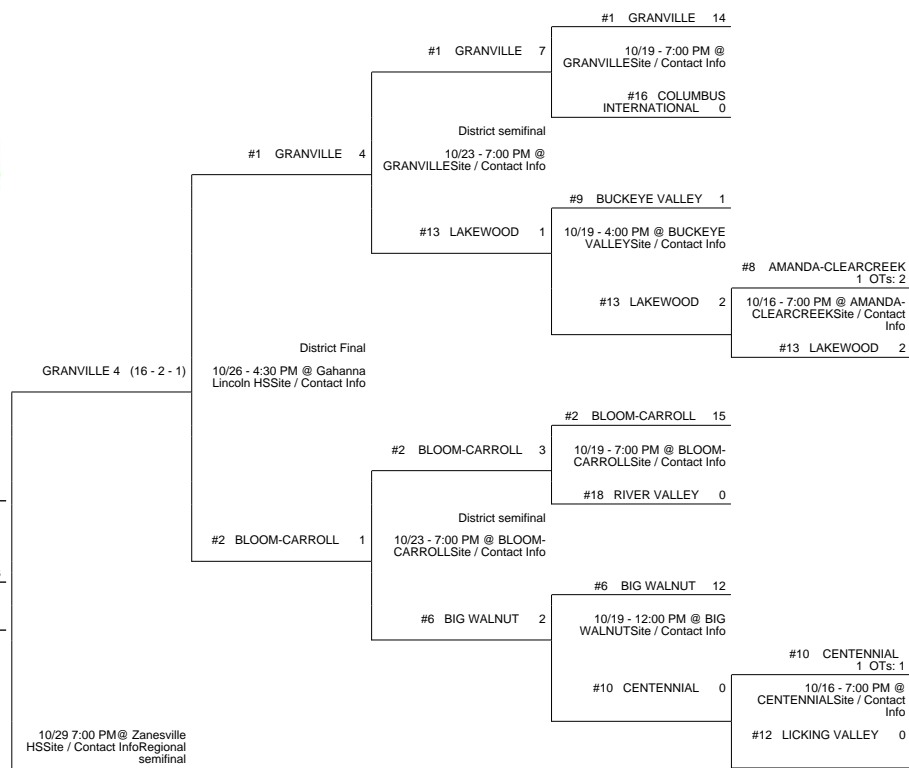 #1 GRANVILLE 14
#1 GRANVILLE 7
10/19 - 7:00 PM @
GRANVILLESite / Contact Info
#16 COLUMBUS
INTERNATIONAL 0
District semifinal
#1 GRANVILLE 4
10/23 - 7:00 PM @
GRANVILLESite / Contact Info
#9 BUCKEYE VALLEY 1
#13 LAKEWOOD 1
10/19 - 4:00 PM @ BUCKEYE
VALLEYSite / Contact Info
#8 AMANDA-CLEARCREEK
1 OTs: 2
#13 LAKEWOOD 2
10/16 - 7:00 PM @ AMANDA-
CLEARCREEKSite / Contact
Info
#13 LAKEWOOD 2
District Final
GRANVILLE 4 (16 - 2 - 1)
10/26 - 4:30 PM @ Gahanna
Lincoln HSSite / Contact Info
#2 BLOOM-CARROLL 15
#2 BLOOM-CARROLL 3
10/19 - 7:00 PM @ BLOOM-
CARROLLSite / Contact Info
#18 RIVER VALLEY 0
District semifinal
#2 BLOOM-CARROLL 1
10/23 - 7:00 PM @ BLOOM-
CARROLLSite / Contact Info
#6 BIG WALNUT 12
#6 BIG WALNUT 2
10/19 - 12:00 PM @ BIG
WALNUTSite / Contact Info
#10 CENTENNIAL
1 OTs: 1
#10 CENTENNIAL 0
10/16 - 7:00 PM @
CENTENNIALSite / Contact
Info
#12 LICKING VALLEY 0
10/29 7:00 PM@ Zanesville
HSSite / Contact InfoRegional
semifinal